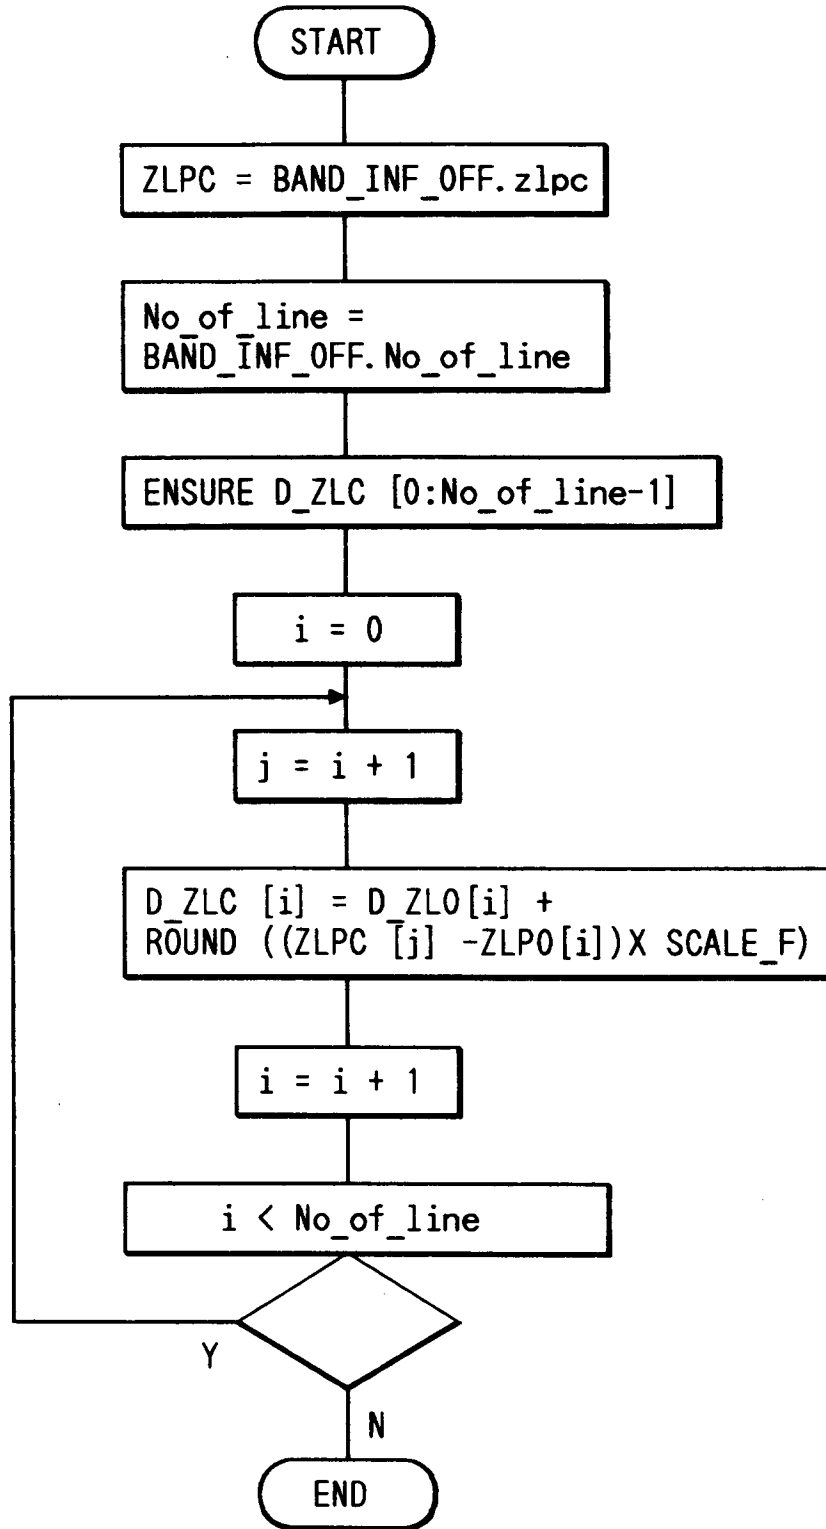 START
ZLPC = BAND_INF_OFF.zlpc
No_of_line =
BAND_INF_OFF.No_of_line
ENSURE D_ZLC [0:No_of_line-1]
i = 0
j = i + 1
D_ZLC [i] = D_ZLO[i] +
ROUND ((ZLPC [j] -ZLPO[i])X SCALE_F)
i = i + 1
i < No_of_line
Y
N
END